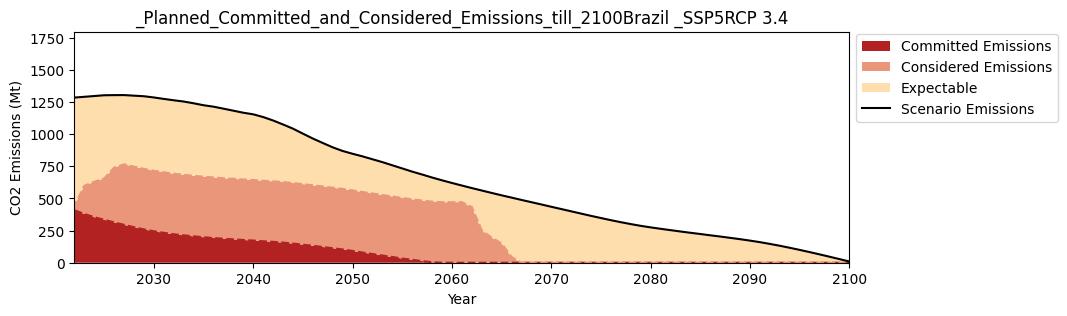 _Planned_Committed_and_Considered_Emissions_till_2100Brazil _SSP5RCP 3.4
1750
1500
1250
1000
750
500
250
0
CO2 Emissions (Mt)
2030
2040
2050
2060
2070
2080
2090
2100
Year
Committed Emissions
Considered Emissions
Expectable
Scenario Emissions